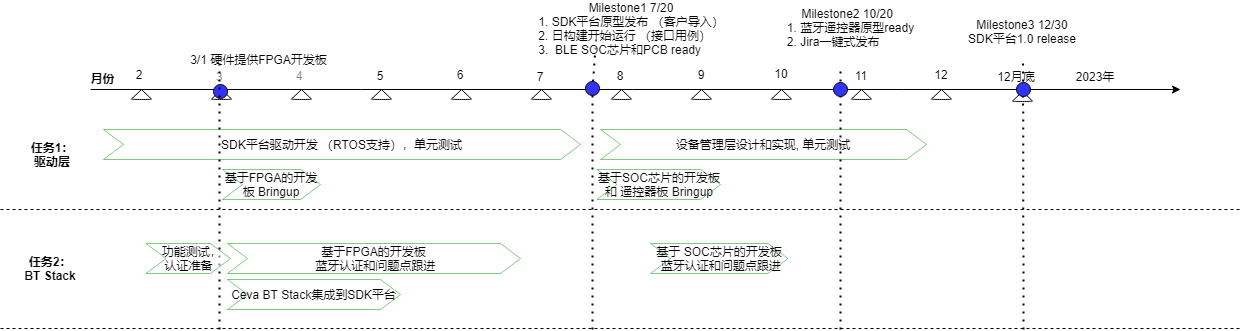 Milestone1 7/20
1. SDK平台原型发布 （客户导入）
2. 日构建开始运行 （接口用例）
3. BLE SOC芯片和PCB ready
Milestone2 10/20
1. 蓝牙遥控器原型ready
2. Jira一键式发布
Milestone3 12/30
SDK平台1.0 release
3/1 硬件提供FPGA开发板
月份 2 3 4 5 6 7 8 9 10 11 12 12月底 2023年
任务1：
驱动层
SDK平台驱动开发 （RTOS支持），单元测试
设备管理层设计和实现, 单元测试
基于FPGA的开发
板 Bringup
基于SOC芯片的开发板
和 遥控器板 Bringup
任务2：
BT Stack
功能测试，
认证准备
基于FPGA的开发板
蓝牙认证和问题点跟进
基于 SOC芯片的开发板
蓝牙认证和问题点跟进
Ceva BT Stack集成到SDK平台